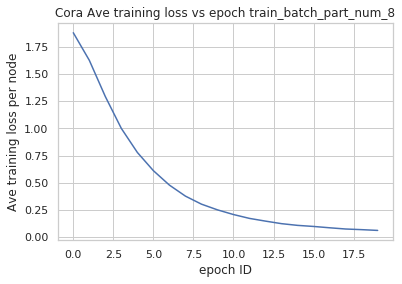 Cora Ave training loss vs epoch train_batch_part_num_8
Ave training loss per node
1.75
1.50
1.25
1.00
0.75
0.50
0.25
0.00
0.0 2.5 5.0 7.5 10.0 12.5 15.0 17.5
epoch ID